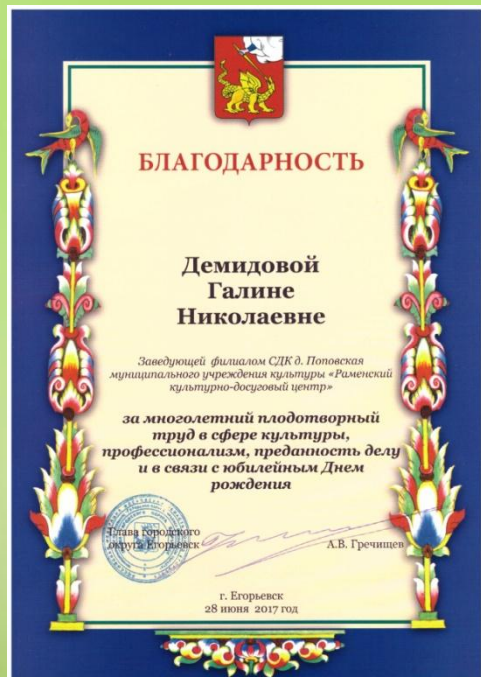 БЛАГОДАРНОСТЬ
Демидовой
Галине
Николаевне
Заведующей филиалом СДК д. Поповская
муниципального учреждения культуры «Раменский
культурно-досуговый центр»
за многолетний плодотворный
труд в сфере культуры,
профессионализм, преданность делу
и в связи с юбилейным Днем
рождения
Глава городского
округа Егорьевск
А.В. Гречищев
г. Егорьевск
28 июня 2017 год